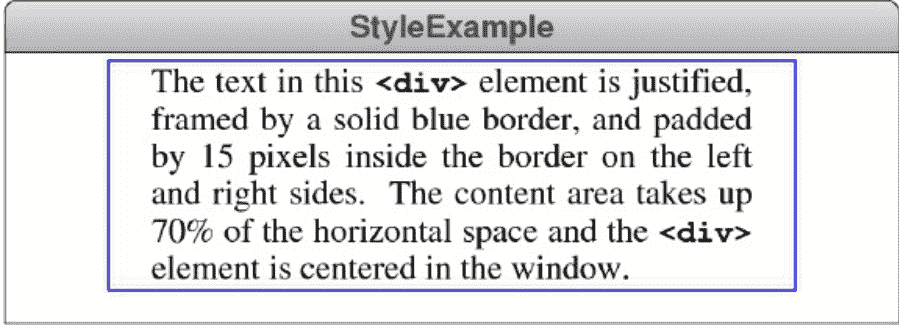 StyleExample
The text in this <div> element is justified,
framed by a solid blue border, and padded
by 15 pixels inside the border on the left
and right sides. The content area takes up
70% of the horizontal space and the <div>
element is centered in the window.